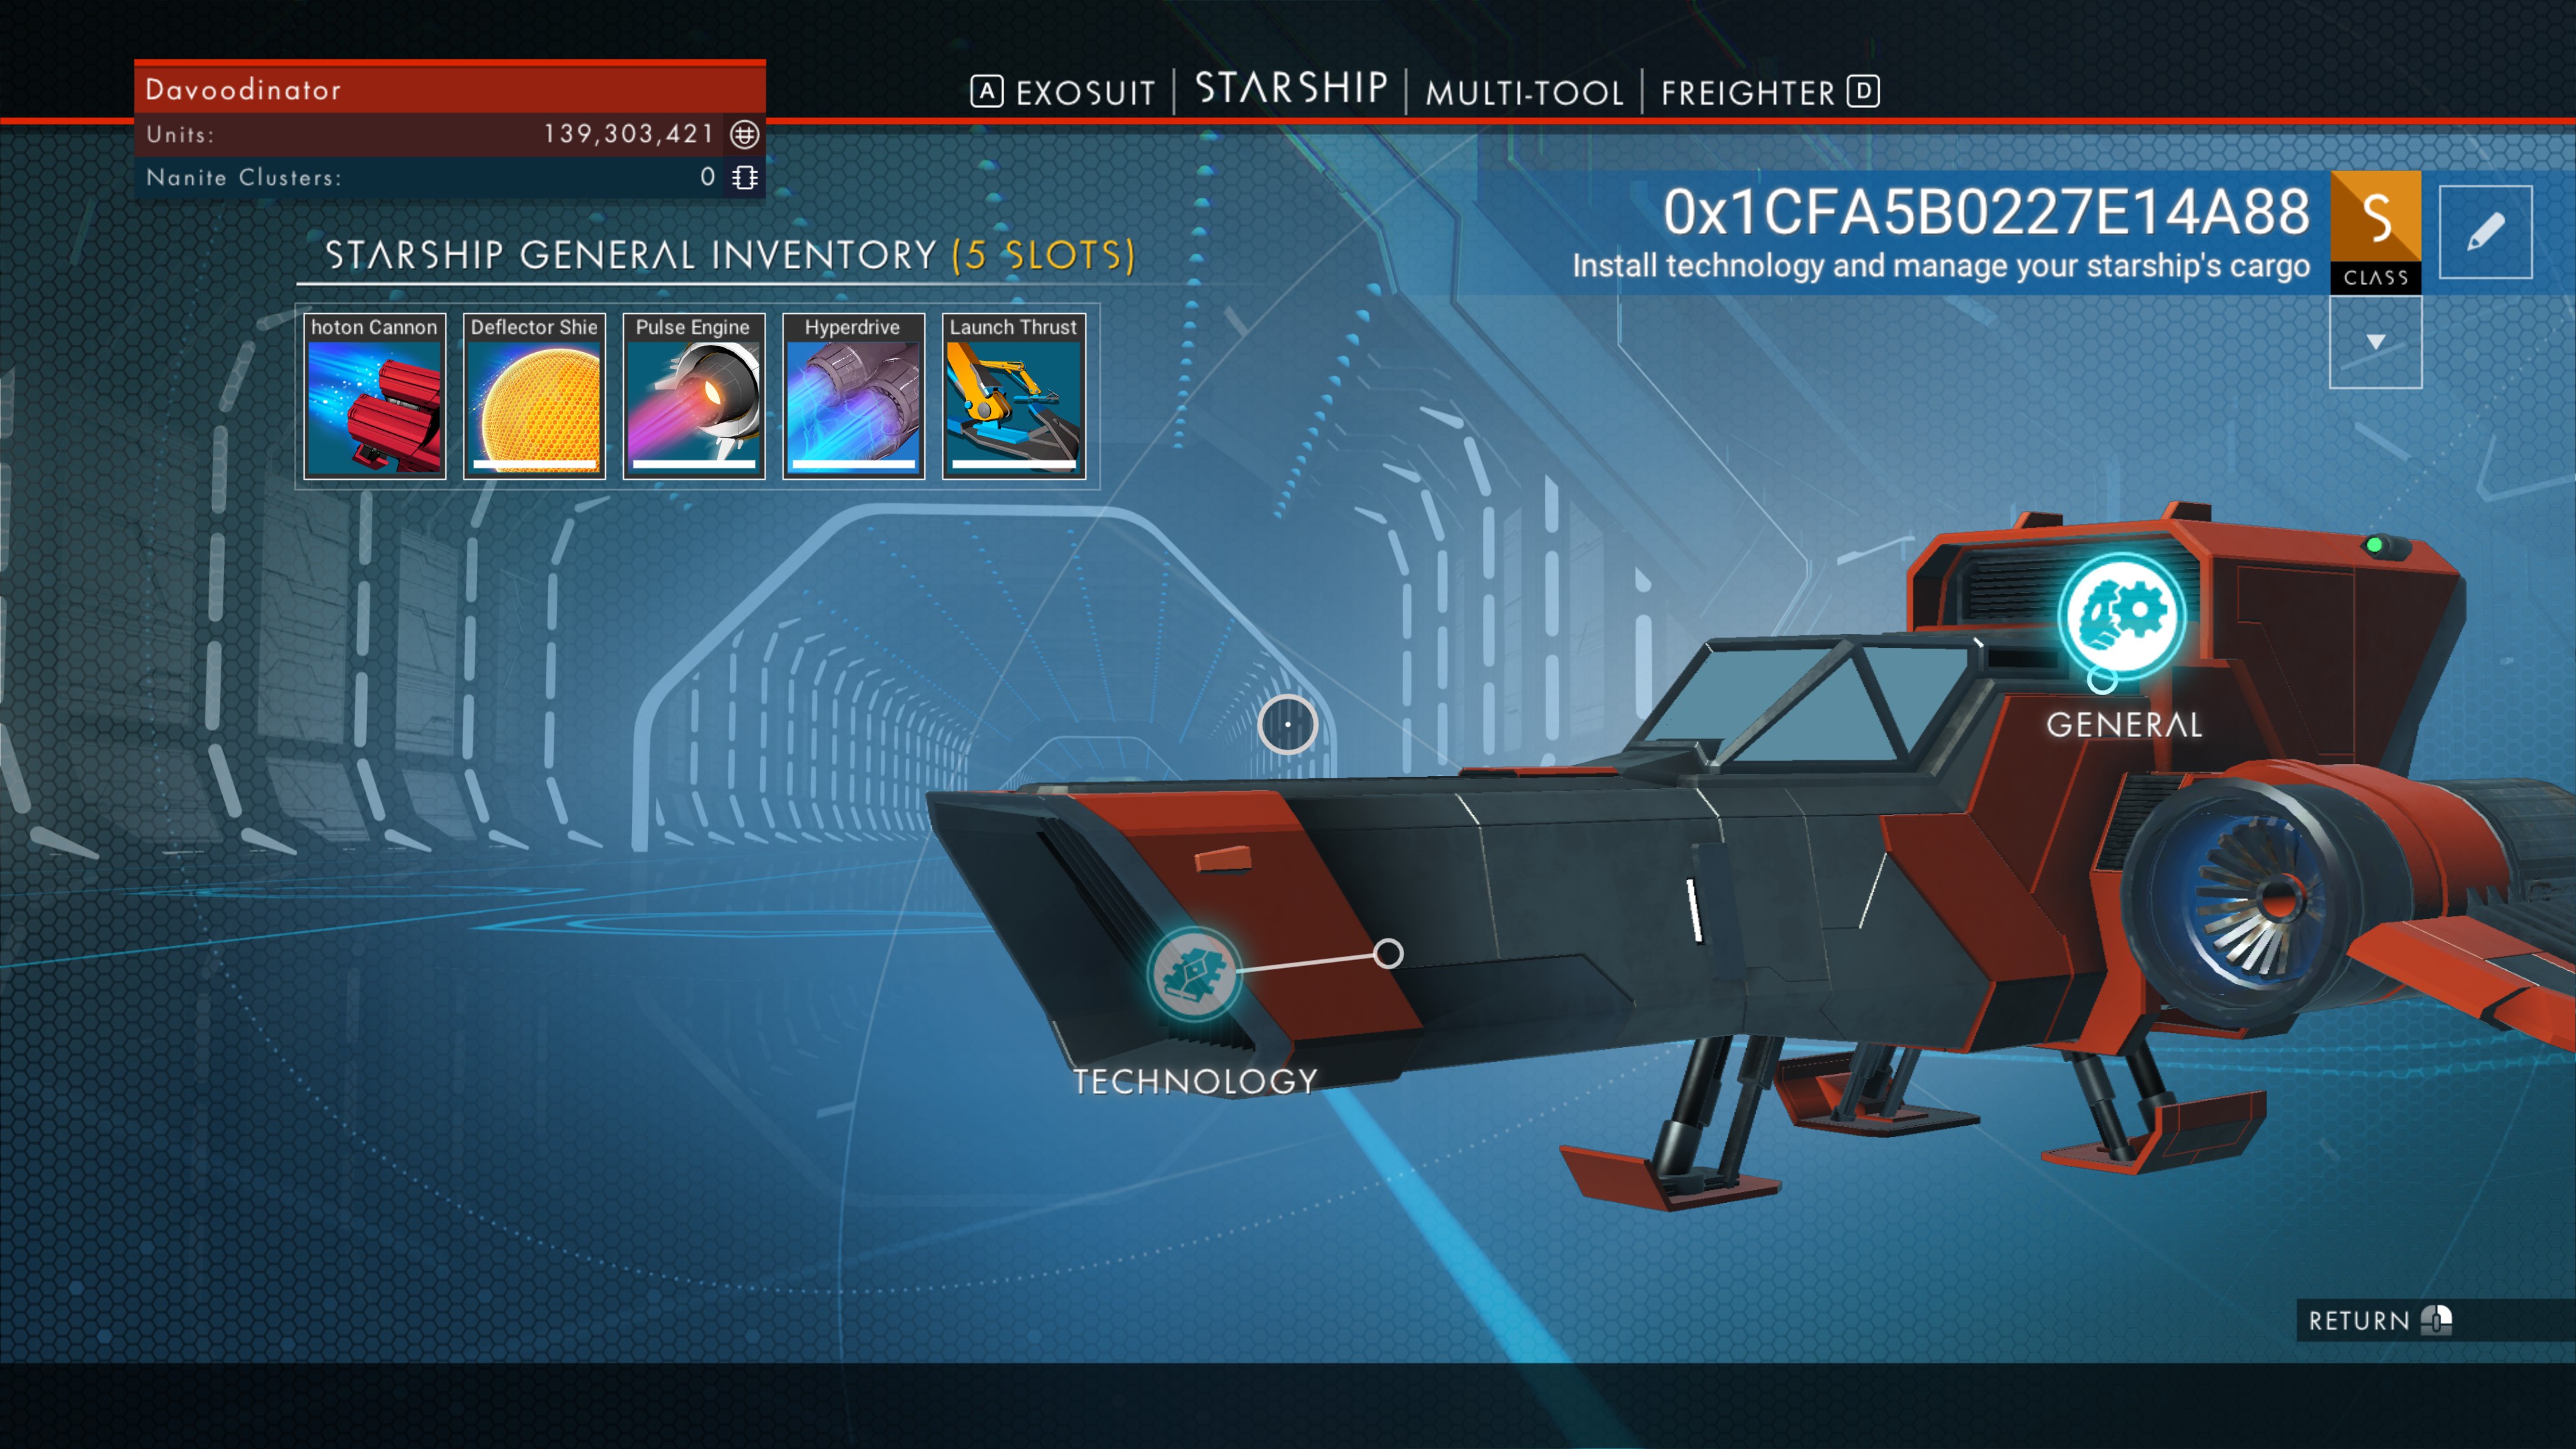 Davoodinator
Units: 139,303,421
Nanite Clusters: 0
A EXOSUIT STARSHIP MULTI-TOOL FREIGHTER D
0x1CFA5B0227E14A88
Install technology and manage your starship's cargo
S
CLASS
STARSHIP GENERAL INVENTORY (5 SLOTS)
hoton Cannon Deflector Shie Pulse Engine Hyperdrive Launch Thrust
GENERAL
TECHNOLOGY
RETURN